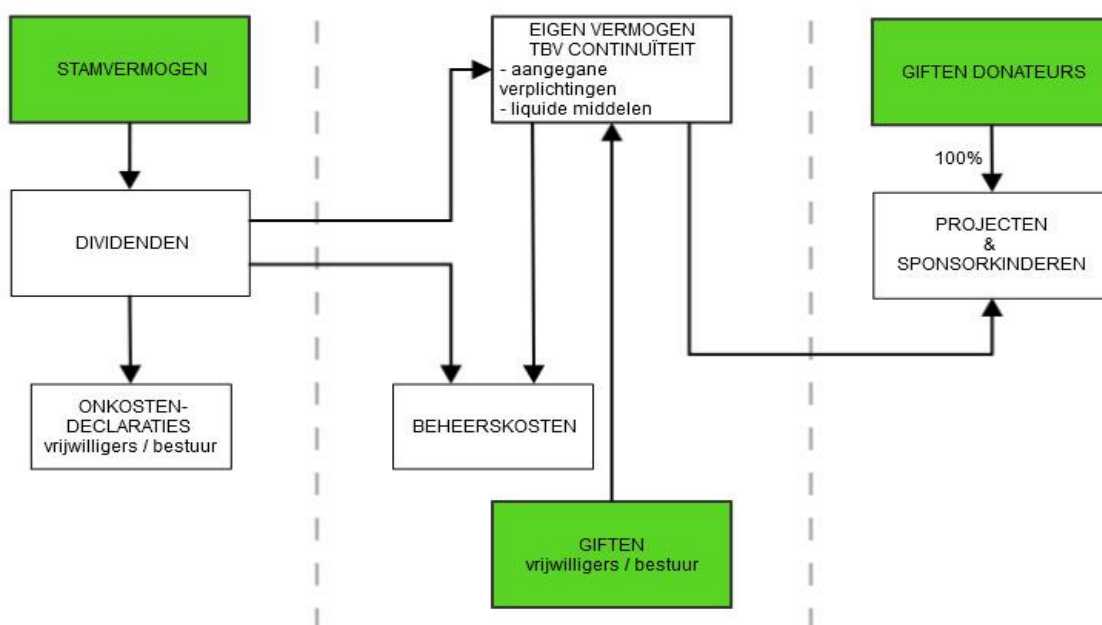 STAMVERMOGEN
EIGEN VERMOGEN
TBV CONTINUÏTEIT
- aangegane
verplichtingen
- liquide middelen
GIFTEN DONATEURS
100%
DIVIDENDEN
PROJECTEN
&
SPONSORKINDEREN
ONKOSTEN-
DECLARATIES
vrijwilligers / bestuur
BEHEERSKOSTEN
GIFTEN
vrijwilligers / bestuur